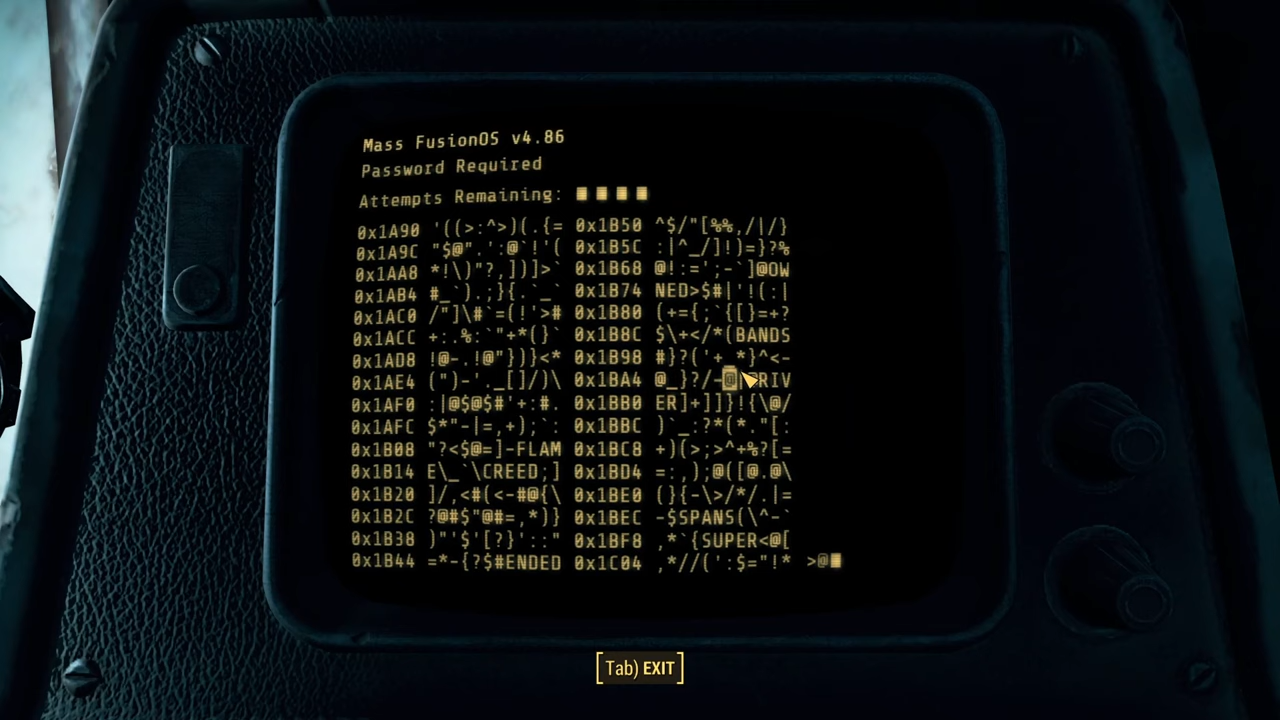 Mass FusionOS v4.86
Password Required
Attempts Remaining: ■ ■ ■ ■
0x1A90 '((>:^>)(.{= 0x1B50 ^$/"[%%,/|/}
0x1A9C "$@".':@`!'( 0x1B5C :|^_/]!)=}?%
0x1AA8 *!\)"?,])]>` 0x1B68 @!:=';-`]@OW
0x1AB4 #_`).;}{.`_` 0x1B74 NED>$#|'!(:|
0x1AC0 /"]\#`=(!'># 0x1B80 (+={;`{[}=+?
0x1ACC +:.%:`"+*(}` 0x1B8C $\+</*(BANDS
0x1AD8 !@-.!@"})}<* 0x1B98 #}?('+_*}^<-
0x1AE4 (")-'._[]/)\ 0x1BA4 @_}?/-@|RIV
0x1AF0 :|@$@$#'+:#. 0x1BB0 ER]+]]}!{\@/
0x1AFC $*"-|=,+);`: 0x1BBC )`_:?*(*."[:
0x1B08 "?<$@=]-FLAM 0x1BC8 +)(>;>^+%?[=
0x1B14 E\_`\CREED;] 0x1BD4 =:,);@([@.@\
0x1B20 ]/,<#(<-#@{\ 0x1BE0 (}{-\>/*/.|=
0x1B2C ?@#$"@#=,*)} 0x1BEC -$SPANS(\^-`
0x1B38 )"'$'[?}'::" 0x1BF8 ,*`{SUPER<@[
0x1B44 =*-{?$#ENDED 0x1C04 ,*//(':$="!* >@■
[Tab) EXIT]